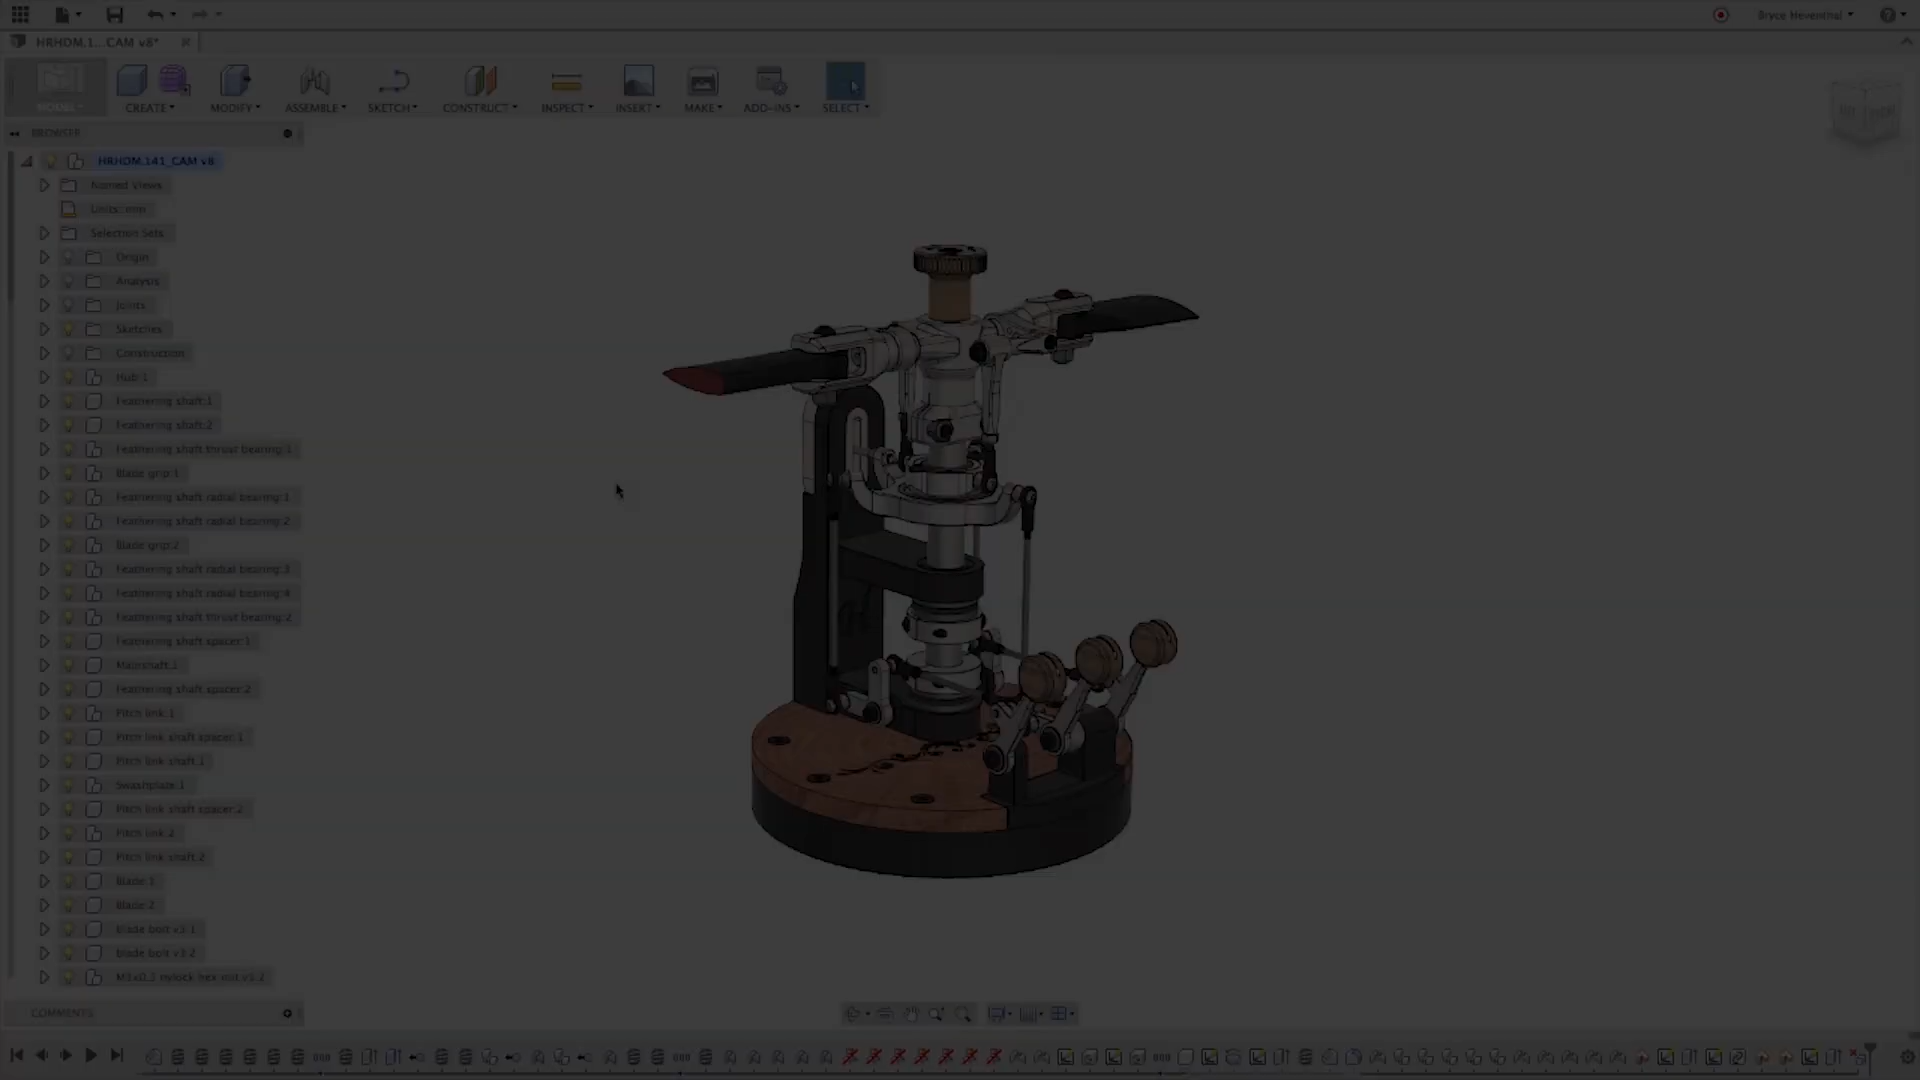 Bryce Heventhal
HRHDM.1...CAM v8*
MODEL
CREATE
MODIFY
ASSEMBLE
SKETCH
CONSTRUCT
INSPECT
INSERT
MAKE
ADD-INS
SELECT
BROWSER
HRHDM.141_CAM v8
Named Views
Units: mm
Selection Sets
Origin
Analysis
Joints
Sketches
Construction
Hub:1
Feathering shaft:1
Feathering shaft:2
Feathering shaft thrust bearing:1
Blade grip:1
Feathering shaft radial bearing:1
Feathering shaft radial bearing:2
Blade grip:2
Feathering shaft radial bearing:3
Feathering shaft radial bearing:4
Feathering shaft thrust bearing:2
Feathering shaft spacer:1
Mainshaft:1
Feathering shaft spacer:2
Pitch link:1
Pitch link shaft spacer:1
Pitch link shaft:1
Swashplate:1
Pitch link shaft spacer:2
Pitch link:2
Pitch link shaft:2
Blade:1
Blade:2
blade bolt v3:1
blade bolt v3:2
M3x0.5 nylock hex nut v3:2
COMMENTS